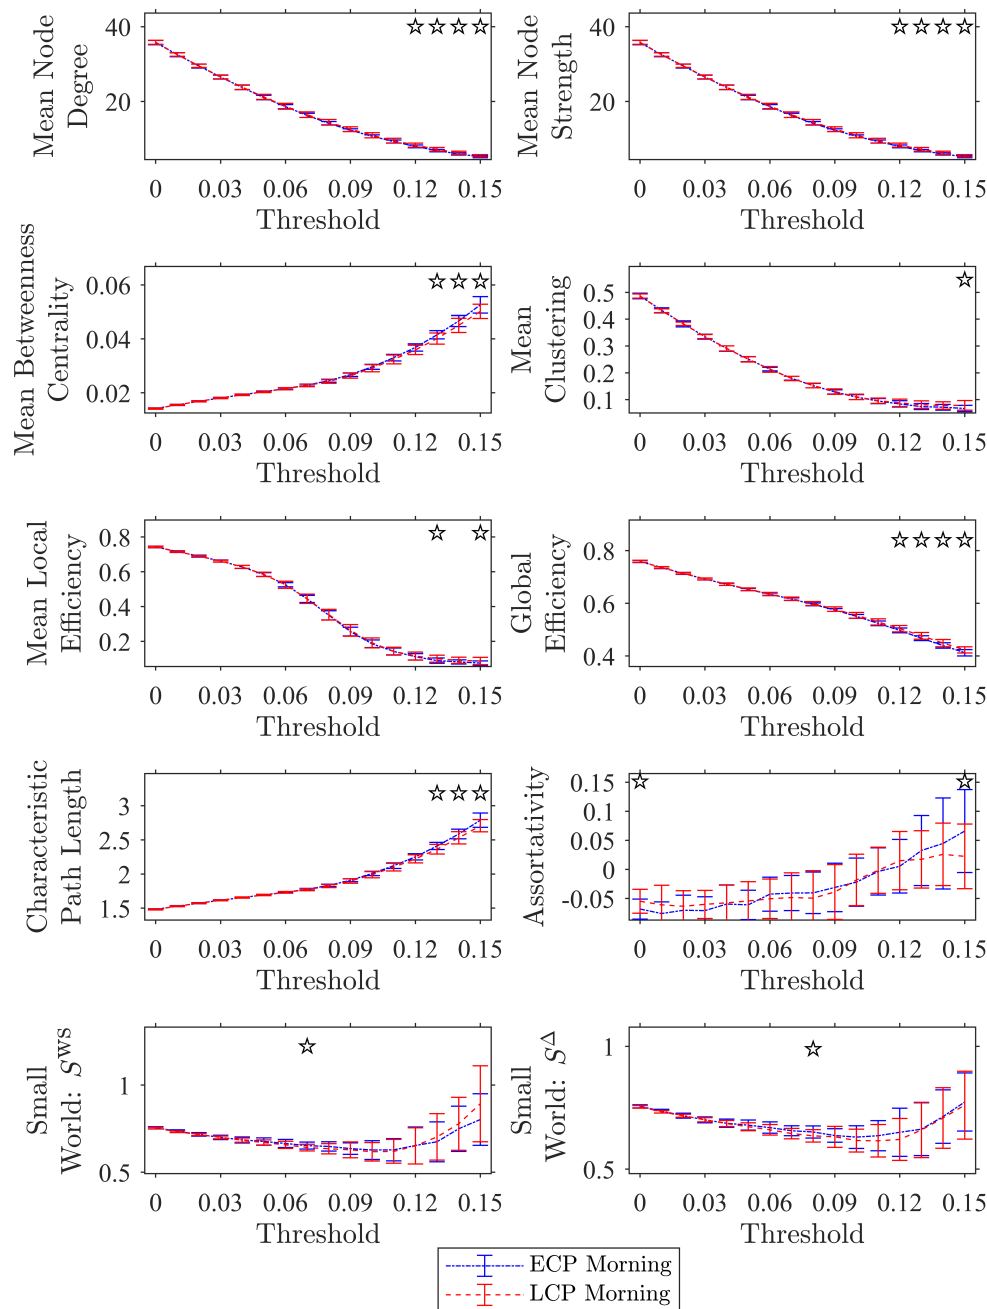 Mean Node
Degree
40
20
0 0.03 0.06 0.09 0.12 0.15
Threshold
Mean Node
Strength
40
20
0 0.03 0.06 0.09 0.12 0.15
Threshold
Mean Betweenness
Centrality
0.06
0.04
0.02
0 0.03 0.06 0.09 0.12 0.15
Threshold
Mean
Clustering
0.5
0.4
0.3
0.2
0.1
0 0.03 0.06 0.09 0.12 0.15
Threshold
Mean Local
Efficiency
0.8
0.6
0.4
0.2
0 0.03 0.06 0.09 0.12 0.15
Threshold
Global
Efficiency
0.8
0.6
0.4
0 0.03 0.06 0.09 0.12 0.15
Threshold
Characteristic
Path Length
3
2.5
2
1.5
0 0.03 0.06 0.09 0.12 0.15
Threshold
Assortativity
0.15
0.1
0.05
0
-0.05
0 0.03 0.06 0.09 0.12 0.15
Threshold
Small
World: S^WS
1
0.5
0 0.03 0.06 0.09 0.12 0.15
Threshold
Small
World: S^Δ
1
0.5
0 0.03 0.06 0.09 0.12 0.15
Threshold
ECP Morning
LCP Morning